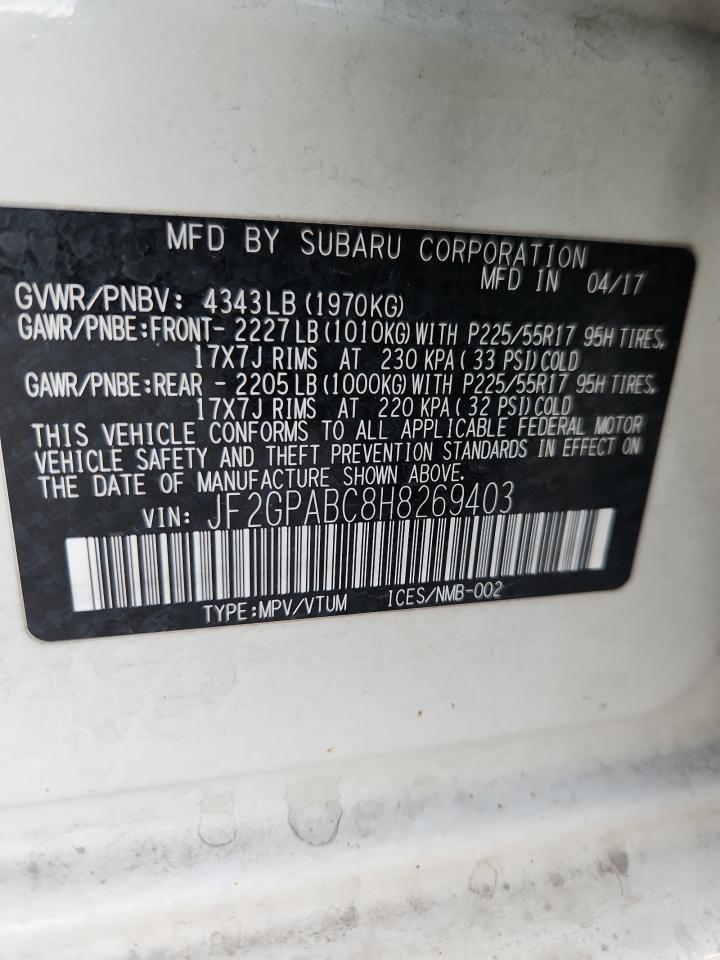 MFD BY SUBARU CORPORATION
MFD IN 04/17
GVWR/PNBV: 4343LB (1970KG)
GAWR/PNBE:FRONT- 2227LB(1010KG)WITH P225/55R17 95H TIRES,
17X7J RIMS AT 230 KPA( 33 PSI)COLD
GAWR/PNBE:REAR - 2205LB(1000KG)WITH P225/55R17 95H TIRES,
17X7J RIMS AT 220 KPA( 32 PSI)COLD
THIS VEHICLE CONFORMS TO ALL APPLICABLE FEDERAL MOTOR
VEHICLE SAFETY AND THEFT PREVENTION STANDARDS IN EFFECT ON
THE DATE OF MANUFACTURE SHOWN ABOVE.
VIN: JF2GPABC8H8269403
TYPE:MPV/VTUM ICES/NMB-002